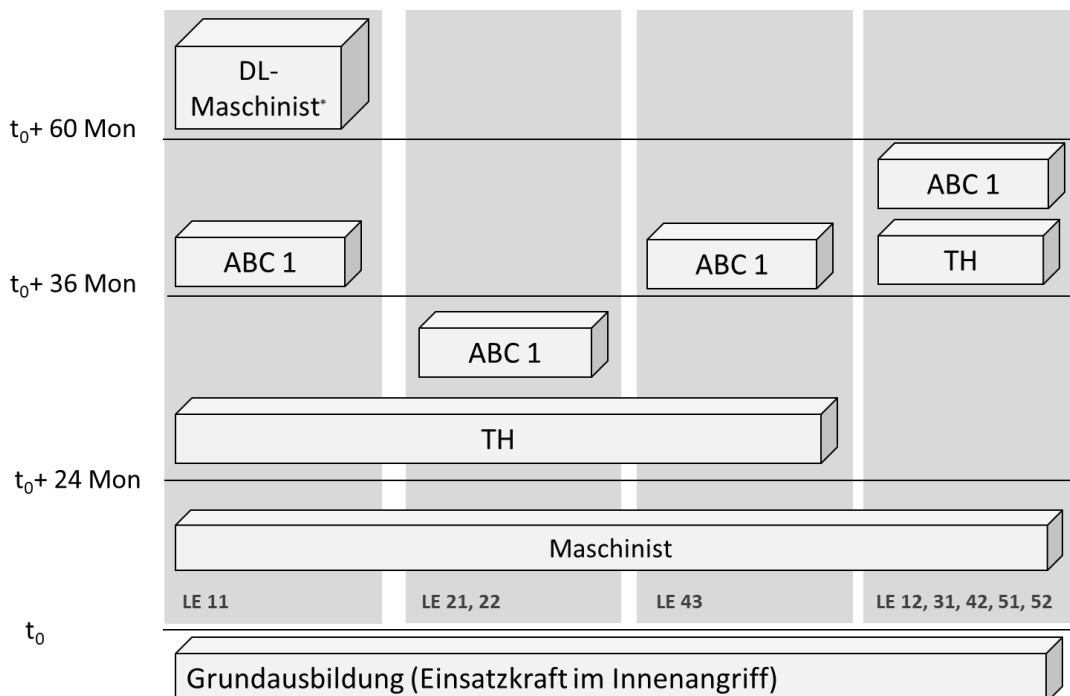 DL-
Maschinist*
t₀+ 60 Mon
ABC 1
ABC 1
ABC 1
TH
t₀+ 36 Mon
ABC 1
TH
t₀+ 24 Mon
Maschinist
LE 11
LE 21, 22
LE 43
LE 12, 31, 42, 51, 52
t₀
Grundausbildung (Einsatzkraft im Innenangriff)